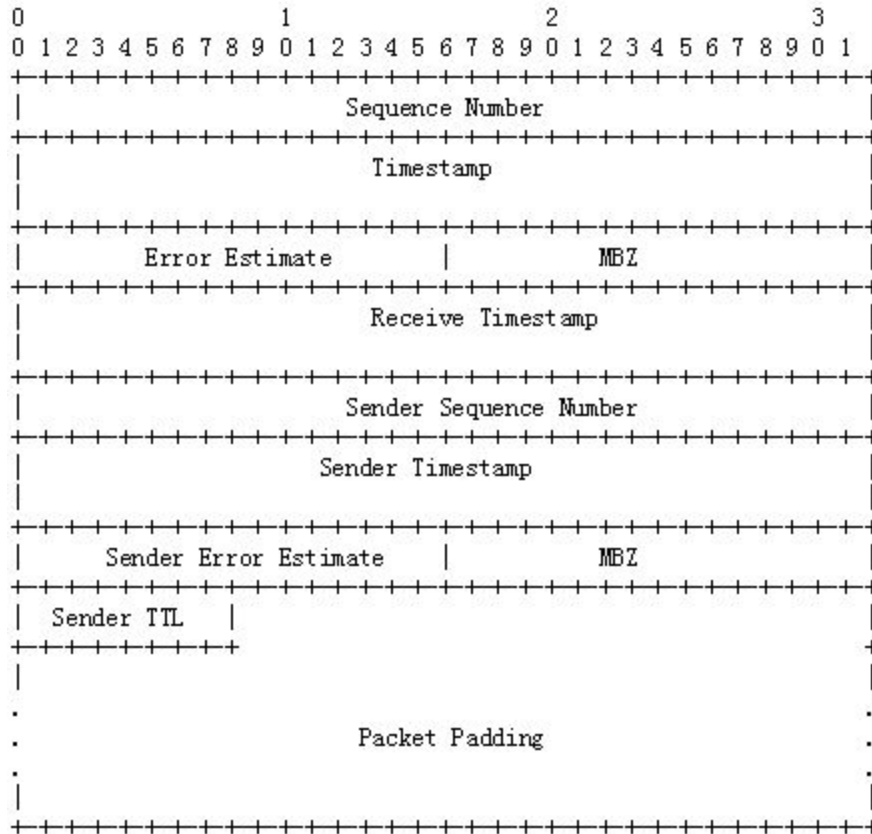 0 1 2 3
0 1 2 3 4 5 6 7 8 9 0 1 2 3 4 5 6 7 8 9 0 1 2 3 4 5 6 7 8 9 0 1
Sequence Number
Timestamp
Error Estimate | MBZ
Receive Timestamp
Sender Sequence Number
Sender Timestamp
Sender Error Estimate | MBZ
Sender TTL
Packet Padding